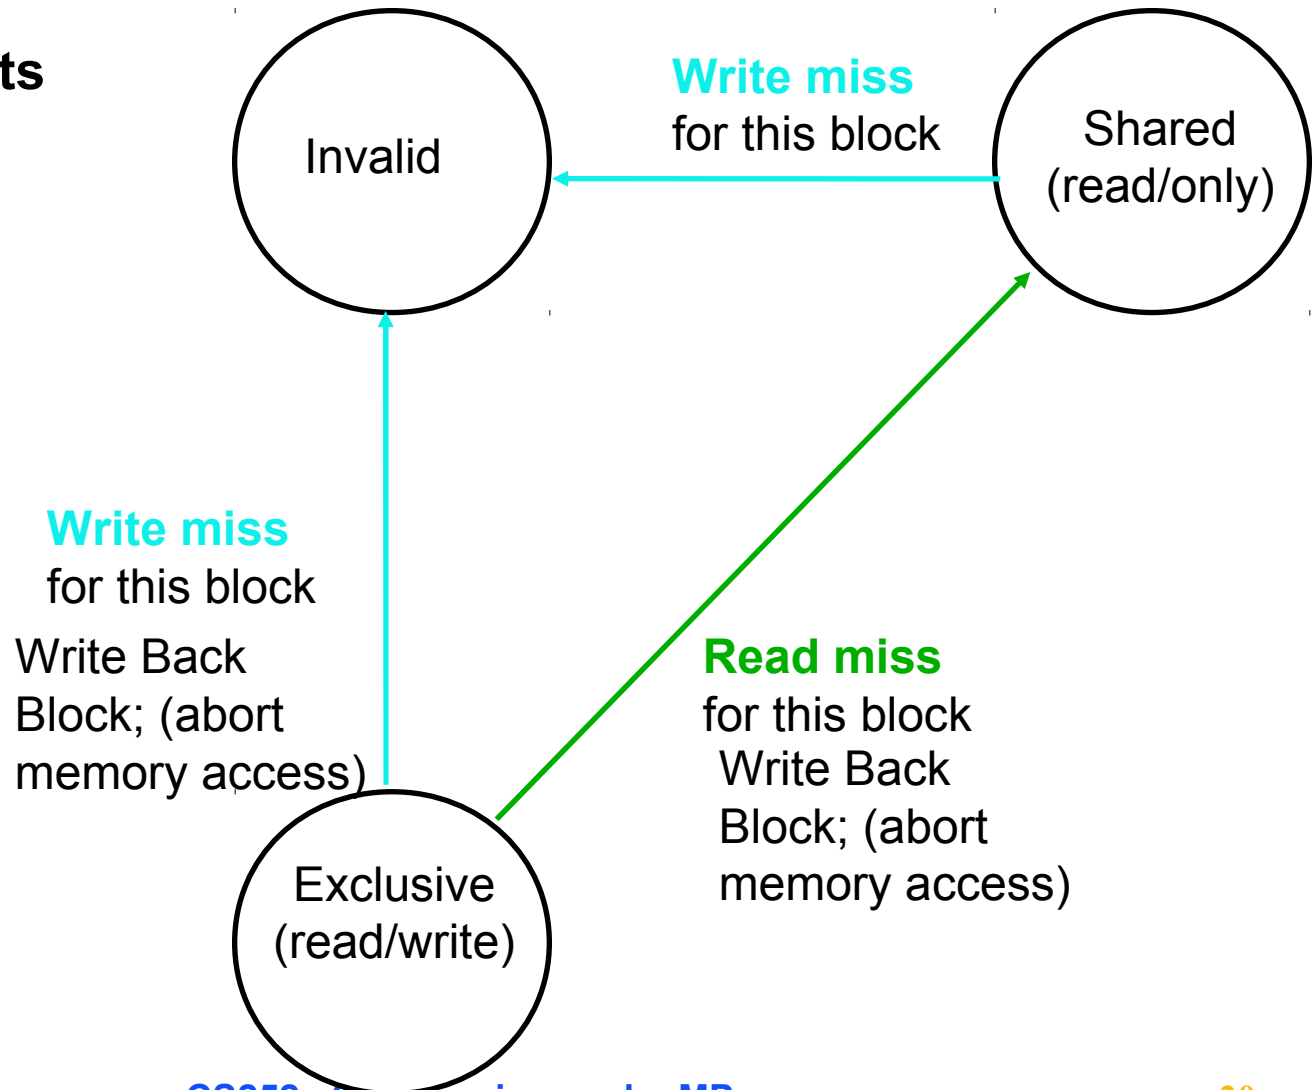 ts
Write miss
for this block
Invalid
Shared
(read/only)
Write miss
for this block
Write Back
Block; (abort
memory access)
Read miss
for this block
Write Back
Block; (abort
memory access)
Exclusive
(read/write)